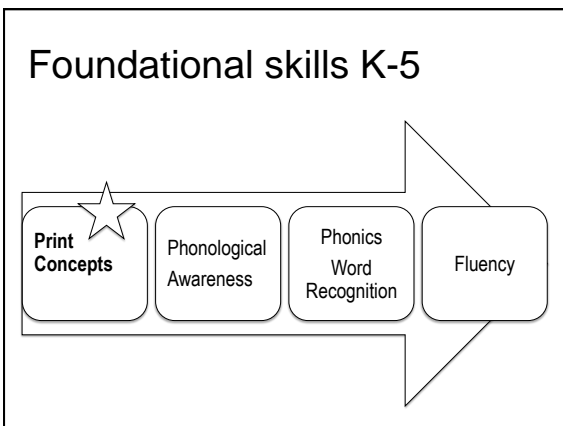 Foundational skills K-5
Print
Concepts
Phonological
Awareness
Phonics
Word
Recognition
Fluency